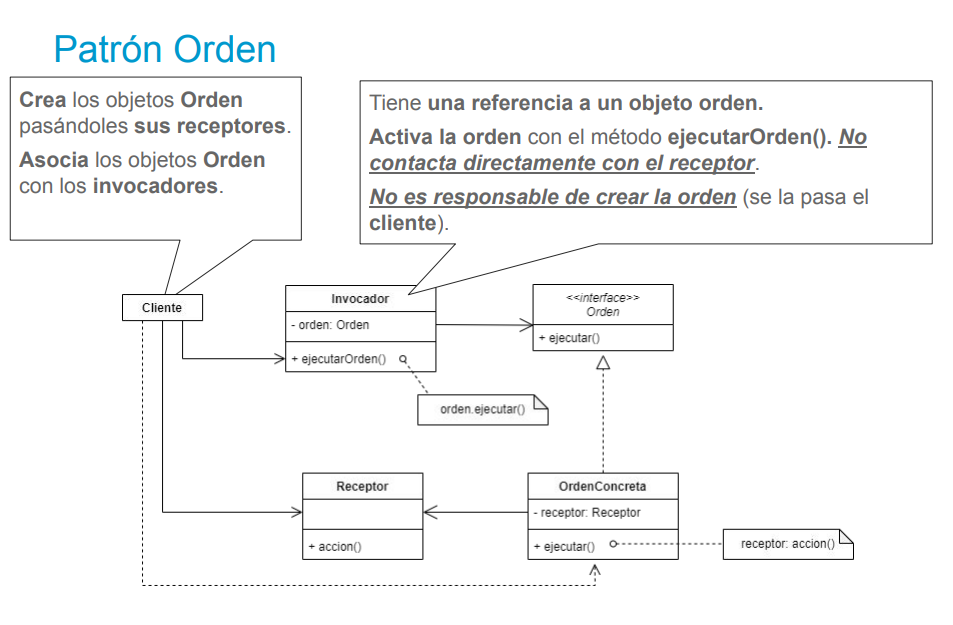 Patrón Orden
Crea los objetos Orden
pasándoles sus receptores.
Asocia los objetos Orden
con los invocadores.
Tiene una referencia a un objeto orden.
Activa la orden con el método ejecutarOrden(). No
contacta directamente con el receptor.
No es responsable de crear la orden (se la pasa el
cliente).
Cliente
Invocador
- orden: Orden
+ ejecutarOrden()
<<interface>>
Orden
+ ejecutar()
orden.ejecutar()
Receptor
+ accion()
OrdenConcreta
- receptor: Receptor
+ ejecutar()
receptor: accion()